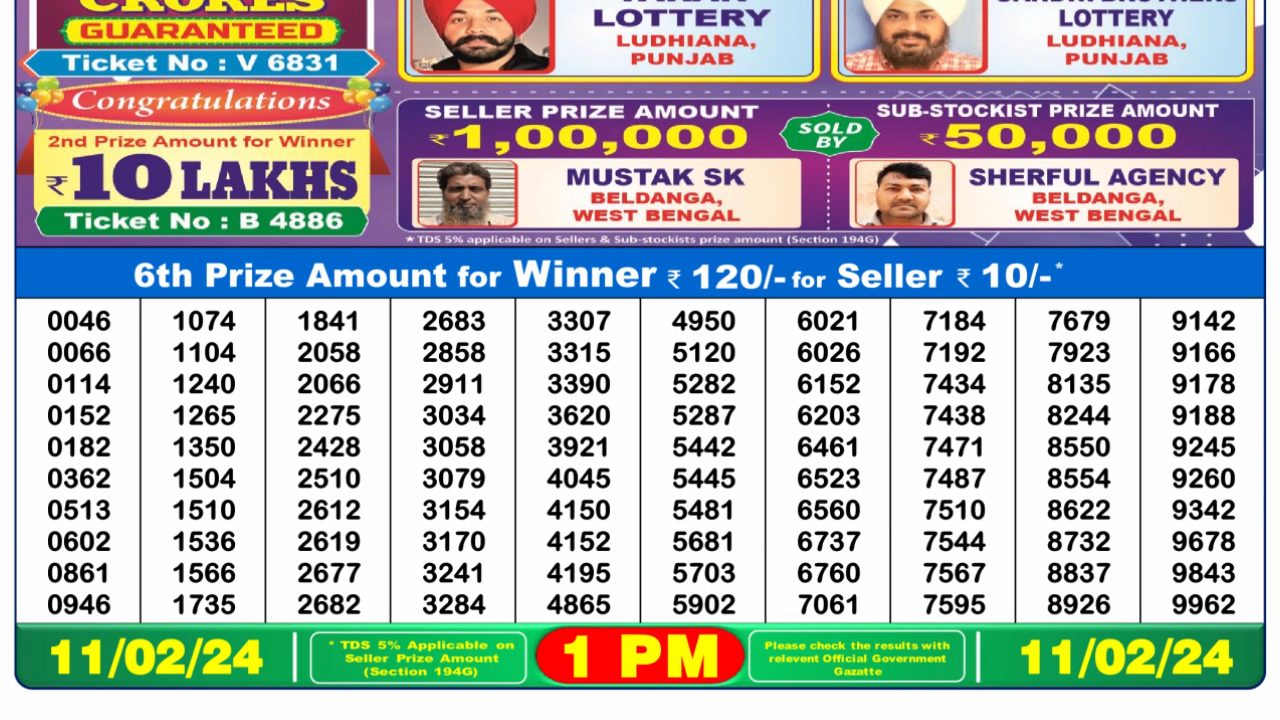 CRORES
GUARANTEED
Ticket No : V 6831
LOTTERY
LUDHIANA,
PUNJAB
LOTTERY
LUDHIANA,
PUNJAB
Congratulations
2nd Prize Amount for Winner
₹10 LAKHS
Ticket No : B 4886
SELLER PRIZE AMOUNT
₹1,00,000
SOLD
BY
SUB-STOCKIST PRIZE AMOUNT
₹50,000
MUSTAK SK
BELDANGA,
WEST BENGAL
SHERFUL AGENCY
BELDANGA,
WEST BENGAL
★TDS 5% applicable on Sellers & Sub-stockists prize amount (Section 194G)
6th Prize Amount for Winner ₹ 120/- for Seller ₹ 10/-*
0046 1074 1841 2683 3307 4950 6021 7184 7679 9142
0066 1104 2058 2858 3315 5120 6026 7192 7923 9166
0114 1240 2066 2911 3390 5282 6152 7434 8135 9178
0152 1265 2275 3034 3620 5287 6203 7438 8244 9188
0182 1350 2428 3058 3921 5442 6461 7471 8550 9245
0362 1504 2510 3079 4045 5445 6523 7487 8554 9260
0513 1510 2612 3154 4150 5481 6560 7510 8622 9342
0602 1536 2619 3170 4152 5681 6737 7544 8732 9678
0861 1566 2677 3241 4195 5703 6760 7567 8837 9843
0946 1735 2682 3284 4865 5902 7061 7595 8926 9962
11/02/24
* TDS 5% Applicable on
Seller Prize Amount
(Section 194G)
1 PM
Please check the results with
relevent Official Government
Gazatte
11/02/24